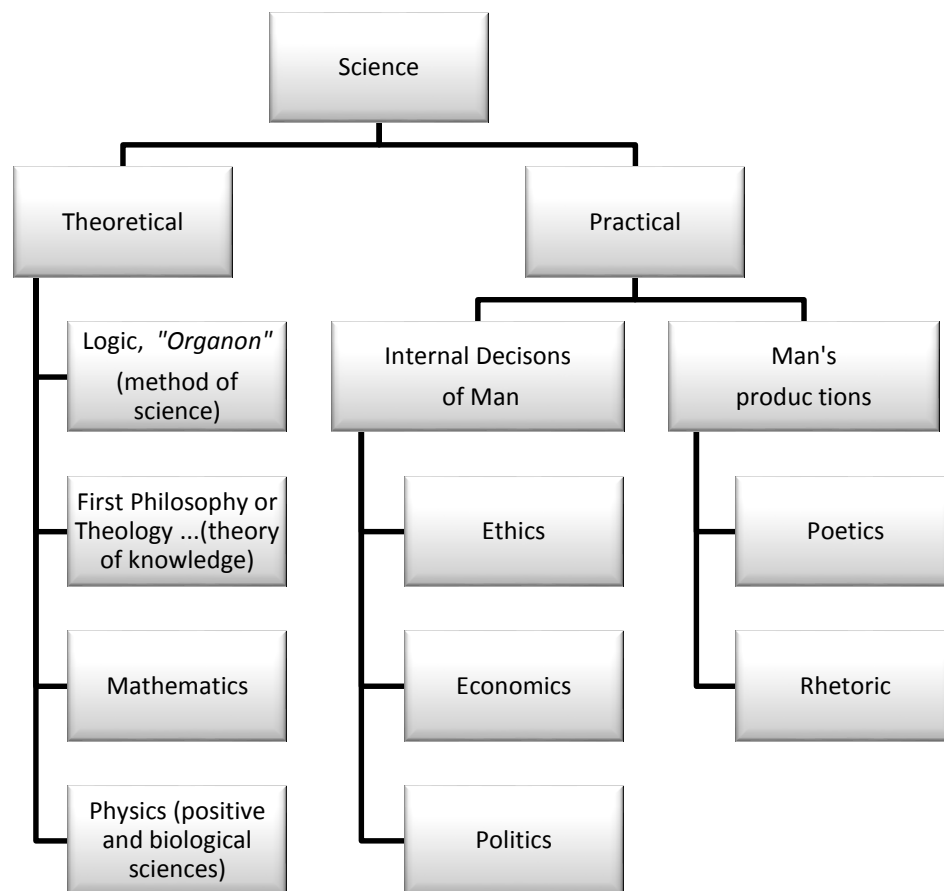 Science
Theoretical
Practical
Logic, "Organon"
(method of
science)
First Philosophy or
Theology ...(theory
of knowledge)
Mathematics
Physics (positive
and biological
sciences)
Internal Decisons
of Man
Ethics
Economics
Politics
Man's
produc tions
Poetics
Rhetoric